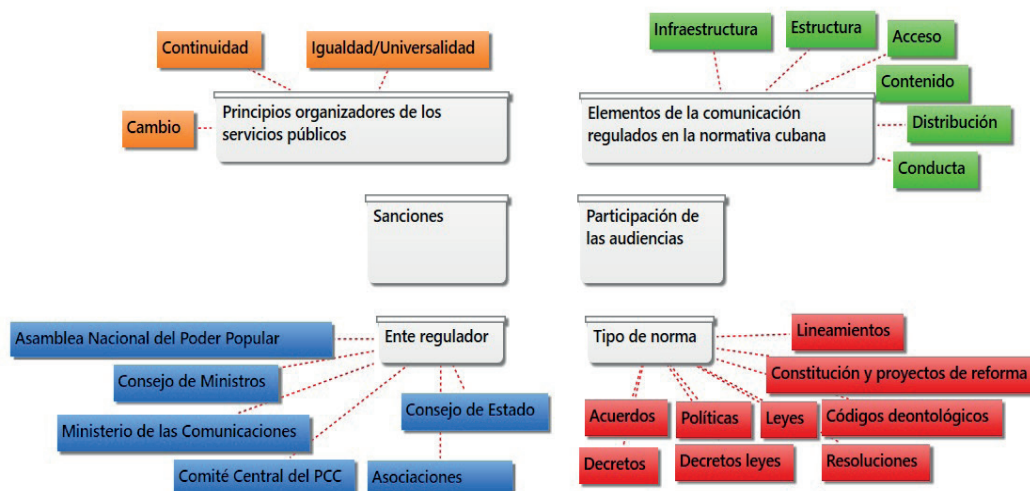 Continuidad
Igualdad/Universalidad
Cambio
Principios organizadores de los
servicios públicos
Infraestructura
Estructura
Acceso
Contenido
Distribución
Conducta
Elementos de la comunicación
regulados en la normativa cubana
Sanciones
Participación de
las audiencias
Ente regulador
Asamblea Nacional del Poder Popular
Consejo de Ministros
Ministerio de las Comunicaciones
Comité Central del PCC
Consejo de Estado
Asociaciones
Tipo de norma
Lineamientos
Constitución y proyectos de reforma
Acuerdos
Políticas
Leyes
Códigos deontológicos
Decretos
Decretos leyes
Resoluciones